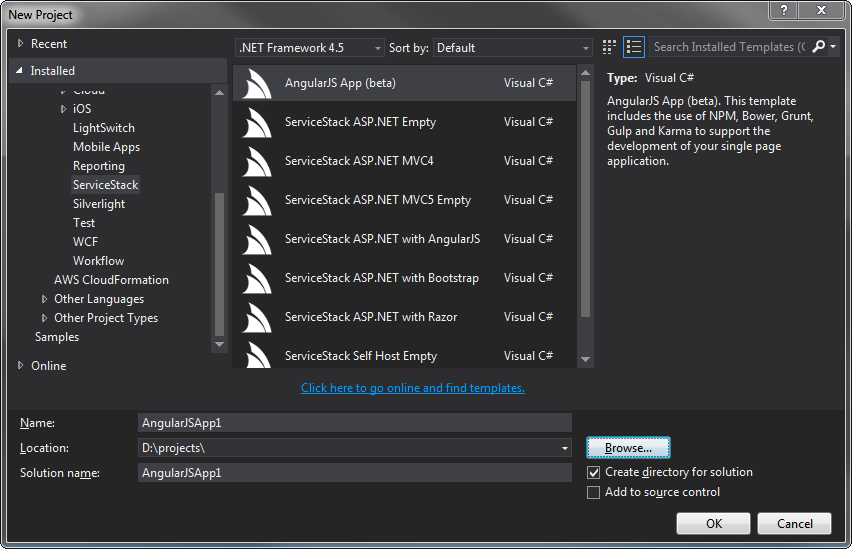 New Project
?
Recent
.NET Framework 4.5
Sort by:
Default
Search Installed Templates (C
Installed
Cloud
iOS
LightSwitch
Mobile Apps
Reporting
ServiceStack
Silverlight
Test
WCF
Workflow
AWS CloudFormation
Other Languages
Other Project Types
Samples
Online
AngularJS App (beta) Visual C#
ServiceStack ASP.NET Empty Visual C#
ServiceStack ASP.NET MVC4 Visual C#
ServiceStack ASP.NET MVC5 Empty Visual C#
ServiceStack ASP.NET with AngularJS Visual C#
ServiceStack ASP.NET with Bootstrap Visual C#
ServiceStack ASP.NET with Razor Visual C#
ServiceStack Self Host Empty Visual C#
Click here to go online and find templates.
Type: Visual C#
AngularJS App (beta). This template
includes the use of NPM, Bower, Grunt,
Gulp and Karma to support the
development of your single page
application.
Name: AngularJSApp1
Location: D:\projects\
Browse...
Solution name: AngularJSApp1
Create directory for solution
Add to source control
OK
Cancel